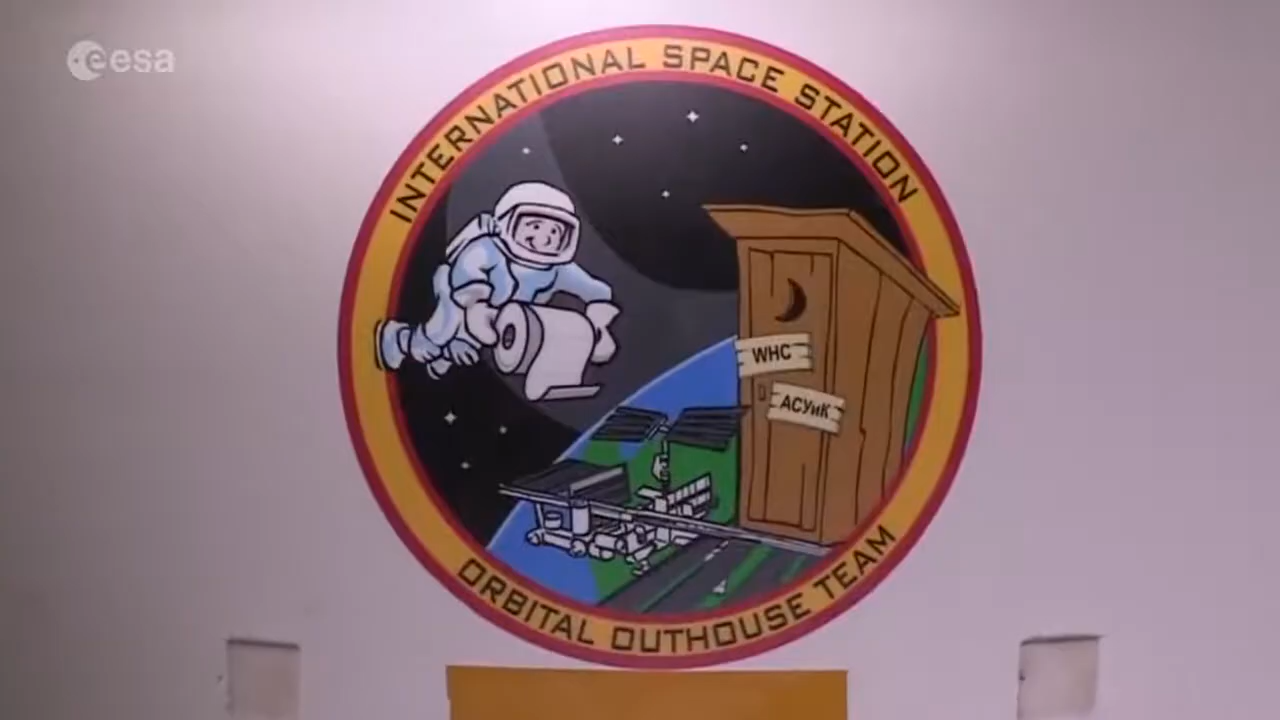 esa
INTERNATIONAL SPACE STATION
WHC
АСУиК
ORBITAL OUTHOUSE TEAM